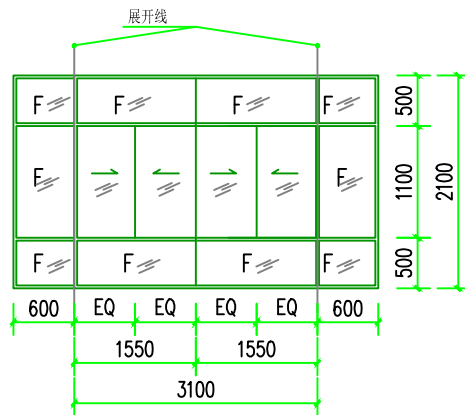 展开线
F F F F 500
F F 1100 2100
F F F F 500
600 EQ EQ EQ EQ 600
1550 1550
3100